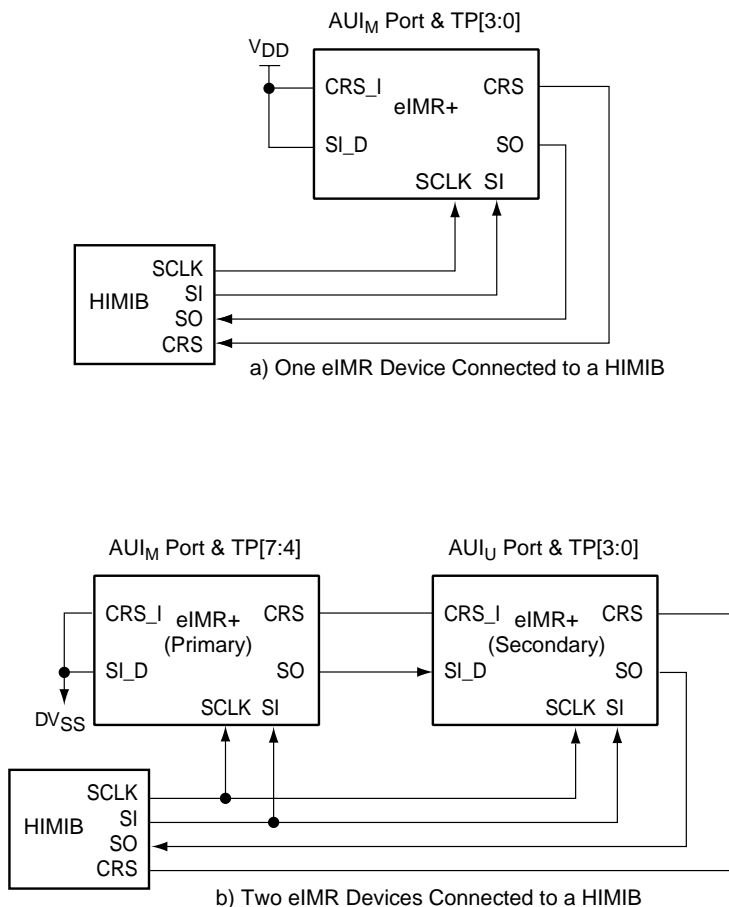 AUIM Port & TP[3:0]
VDD
CRS_I CRS
eIMR+
SI_D SO
SCLK SI
SCLK
SI
HIMIB
SO
CRS
a) One eIMR Device Connected to a HIMIB
AUIM Port & TP[7:4] AUIU Port & TP[3:0]
CRS_I eIMR+ CRS CRS_I eIMR+ CRS
(Primary) (Secondary)
SI_D SO SI_D SO
SCLK SI SCLK SI
DVSS
SCLK
SI
HIMIB
SO
CRS
b) Two eIMR Devices Connected to a HIMIB